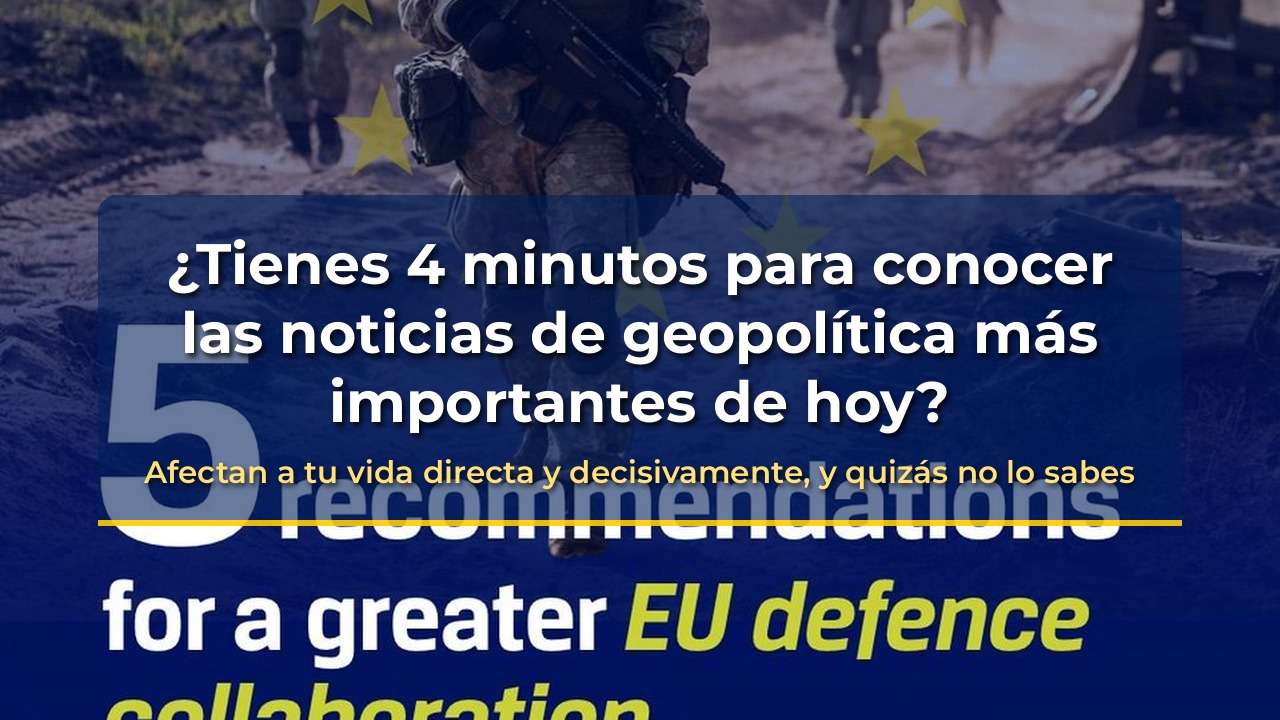 ¿Tienes 4 minutos para conocer
las noticias de geopolítica más
importantes de hoy?
Afectan a tu vida directa y decisivamente, y quizás no lo sabes
5 recommendations
for a greater EU defence
collaboration